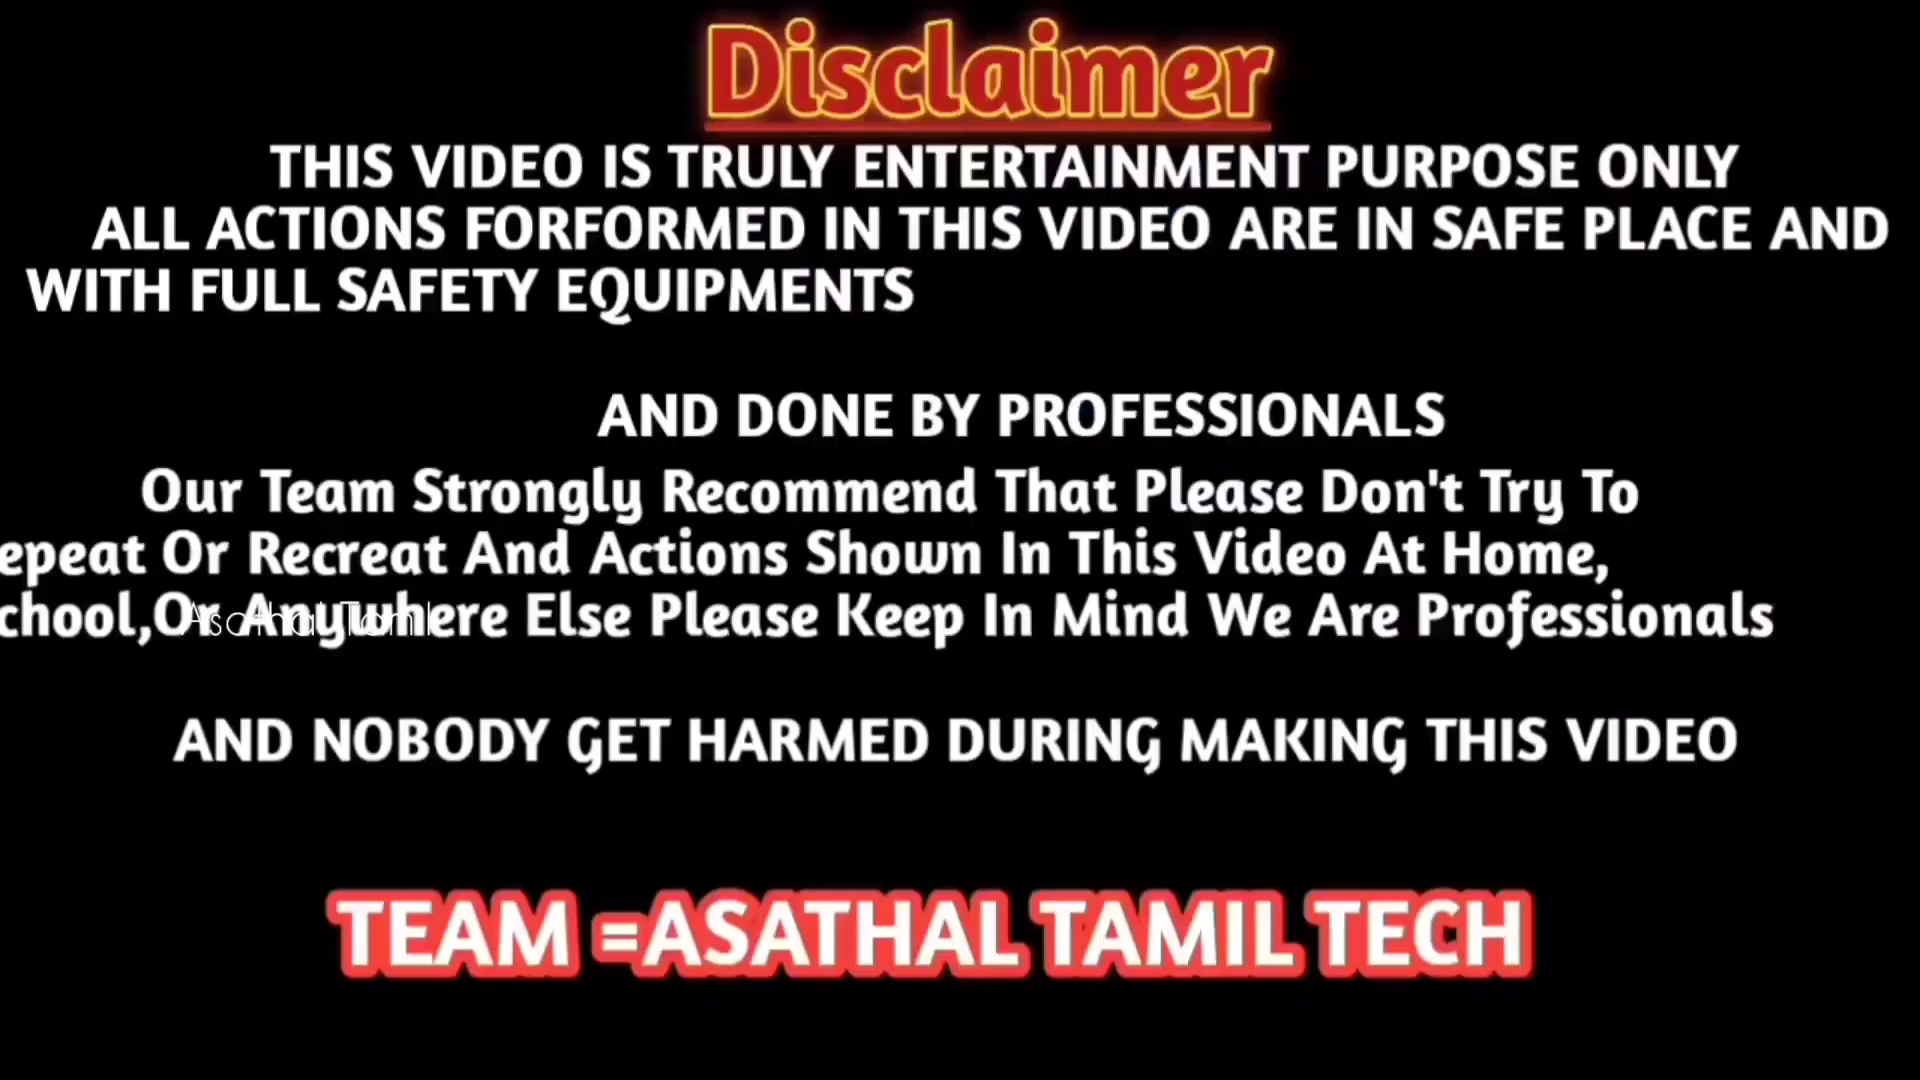 Disclaimer
THIS VIDEO IS TRULY ENTERTAINMENT PURPOSE ONLY
ALL ACTIONS FORFORMED IN THIS VIDEO ARE IN SAFE PLACE AND
WITH FULL SAFETY EQUIPMENTS
AND DONE BY PROFESSIONALS
Our Team Strongly Recommend That Please Don't Try To
epeat Or Recreat And Actions Shown In This Video At Home,
chool,Or Anywhere Else Please Keep In Mind We Are Professionals
Asathal Tamil
AND NOBODY GET HARMED DURING MAKING THIS VIDEO
TEAM =ASATHAL TAMIL TECH